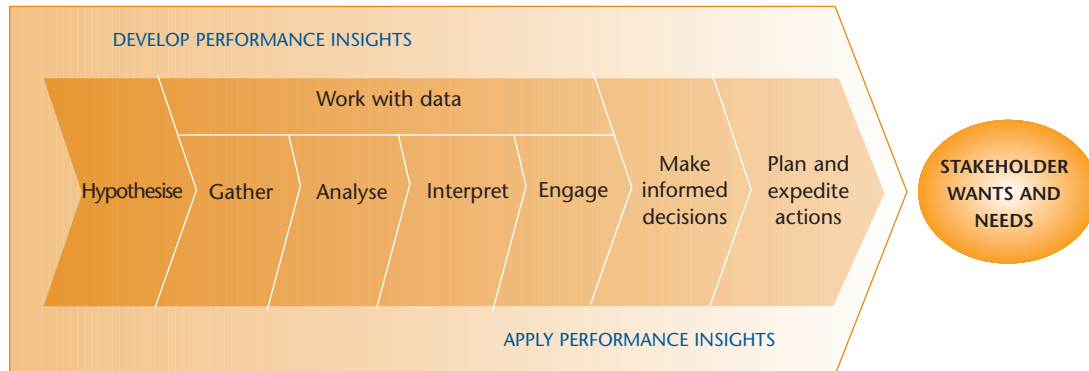 DEVELOP PERFORMANCE INSIGHTS
Work with data
Hypothesise
Gather
Analyse
Interpret
Engage
Make
informed
decisions
Plan and
expedite
actions
STAKEHOLDER
WANTS AND
NEEDS
APPLY PERFORMANCE INSIGHTS